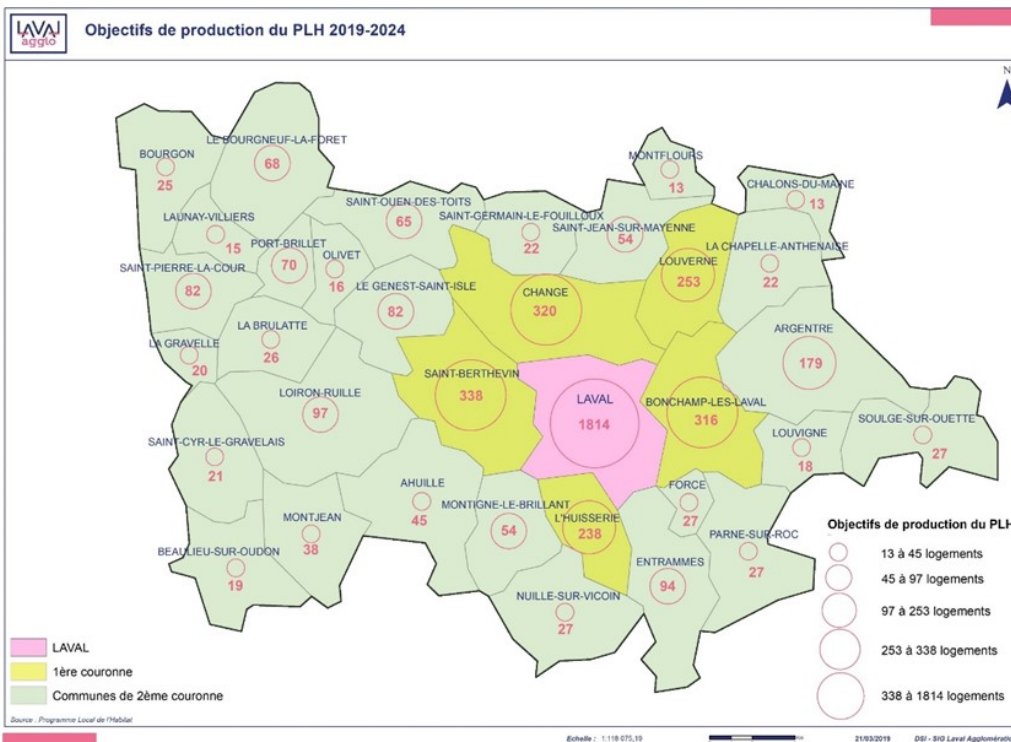 LAVAL
agglo
Objectifs de production du PLH 2019-2024
N
LE BOURGNEUF-LA-FORET
68
BOURGON
25
MONTFLOURS
13
CHALONS-DU-MAINE
13
SAINT-OUEN-DES-TOITS
65
SAINT-GERMAIN-LE-FOUILLOUX
22
SAINT-JEAN-SUR-MAYENNE
54
LAUNAY-VILLIERS
15
PORT-BRILLET
70
OLIVET
16
LOUVERNE
253
LA CHAPELLE-ANTHENAISE
22
SAINT-PIERRE-LA-COUR
82
LE GENEST-SAINT-ISLE
82
CHANGE
320
LA BRULATTE
26
ARGENTRE
179
LA GRAVELLE
20
SAINT-BERTHEVIN
338
LOIRON-RUILLE
97
LAVAL
1814
BONCHAMP-LES-LAVAL
316
SOULGE-SUR-OUETTE
27
LOUVIGNE
18
SAINT-CYR-LE-GRAVELAIS
21
AHUILLE
45
MONTIGNE-LE-BRILLANT
54
L'HUISSERIE
238
FORCE
27
MONTJEAN
38
PARNE-SUR-ROC
27
BEAULIEU-SUR-OUDON
19
ENTRAMMES
94
NUILLE-SUR-VICOIN
27
Objectifs de production du PLH
13 à 45 logements
45 à 97 logements
97 à 253 logements
253 à 338 logements
338 à 1814 logements
LAVAL
1ère couronne
Communes de 2ème couronne
Source : Programme Local de l'Habitat
Echelle : 1:118 075,19
21/03/2019
DSI - SIG Laval Agglomératio